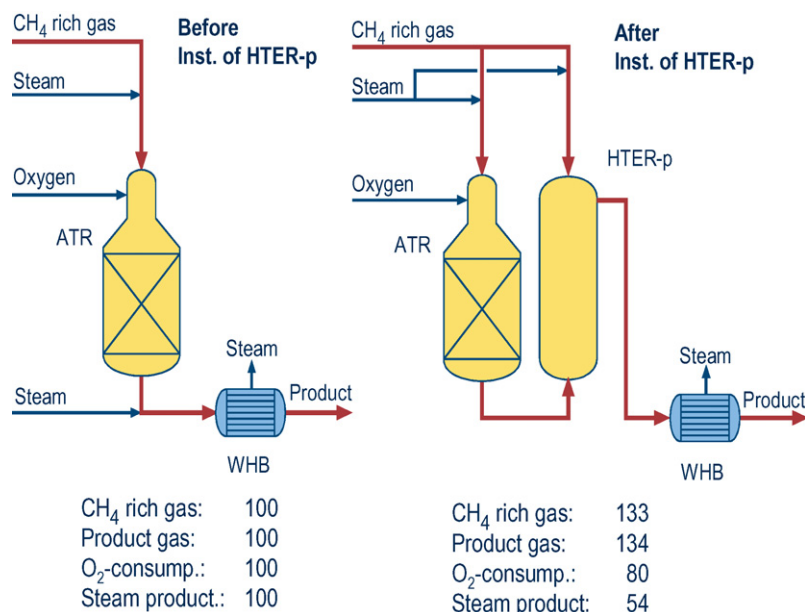 CH₄ rich gas
Before
Inst. of HTER-p
Steam
Oxygen
ATR
Steam
Steam
Product
WHB
CH₄ rich gas: 100
Product gas: 100
O₂-consump.: 100
Steam product.: 100
CH₄ rich gas
After
Inst. of HTER-p
Steam
HTER-p
Oxygen
ATR
Steam
Product
WHB
CH₄ rich gas: 133
Product gas: 134
O₂-consump.: 80
Steam product: 54